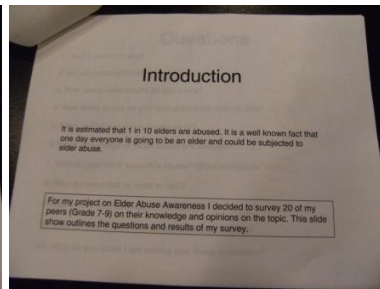 Introduction
It is estimated that 1 in 10 elders are abused. It is a well known fact that
one day everyone is going to be an elder and could be subjected to
elder abuse.
For my project on Elder Abuse Awareness I decided to survey 20 of my
peers (Grade 7-9) on their knowledge and opinions on the topic. This slide
show outlines the questions and results of my survey.